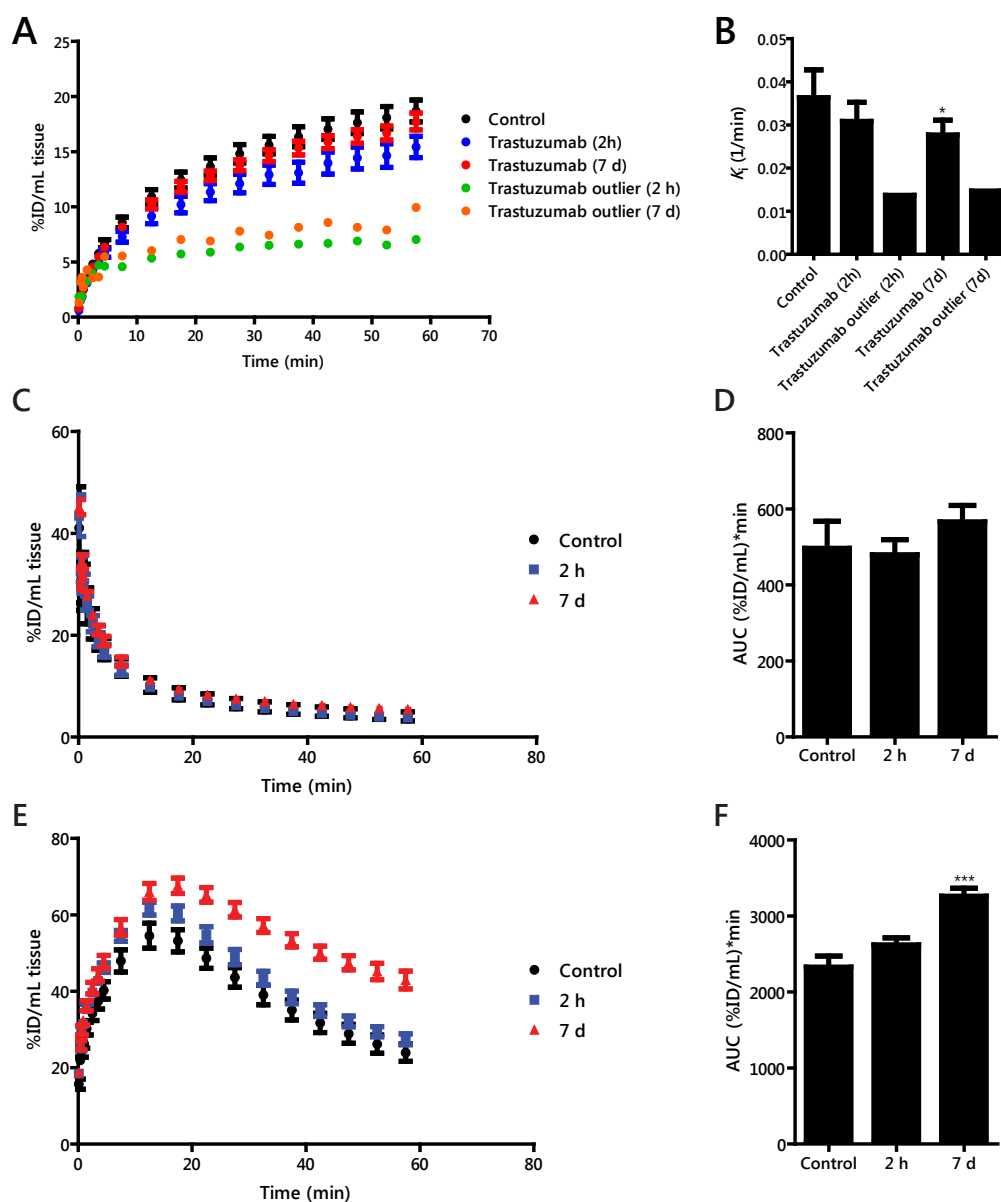 A
%ID/mL tissue
25
20
15
10
5
0
0 10 20 30 40 50 60 70
Time (min)
Control
Trastuzumab (2h)
Trastuzumab (7 d)
Trastuzumab outlier (2 h)
Trastuzumab outlier (7 d)
B
Ki (1/min)
0.05
0.04
0.03
0.02
0.01
0.00
*
Control
Trastuzumab (2h)
Trastuzumab outlier (2h)
Trastuzumab (7d)
Trastuzumab outlier (7d)
C
%ID/mL tissue
60
40
20
0
0 20 40 60 80
Time (min)
Control
2 h
7 d
D
AUC (%ID/mL)*min
800
600
400
200
0
Control 2 h 7 d
E
%ID/mL tissue
80
60
40
20
0
0 20 40 60 80
Time (min)
Control
2 h
7 d
F
AUC (%ID/mL)*min
4000
3000
2000
1000
0
***
Control 2 h 7 d